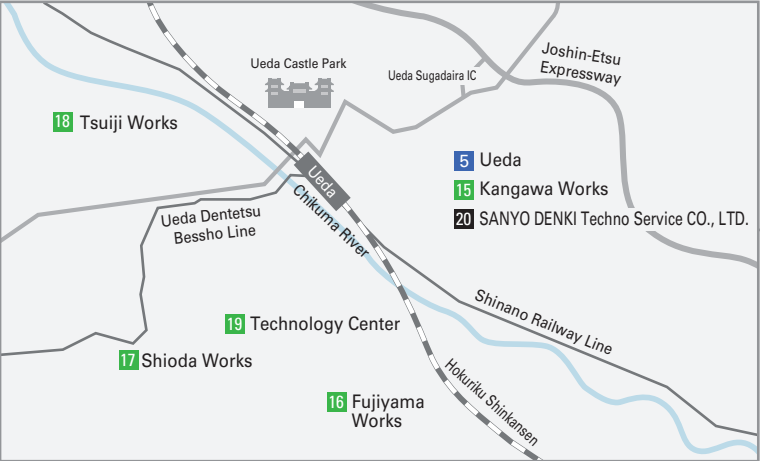 Ueda Castle Park
Ueda Sugadaira IC
Joshin-Etsu
Expressway
18 Tsuiji Works
5 Ueda
15 Kangawa Works
20 SANYO DENKI Techno Service CO., LTD.
Ueda
Chikuma River
Ueda Dentetsu
Bessho Line
Shinano Railway Line
19 Technology Center
17 Shioda Works
Hokuriku Shinkansen
16 Fujiyama
Works